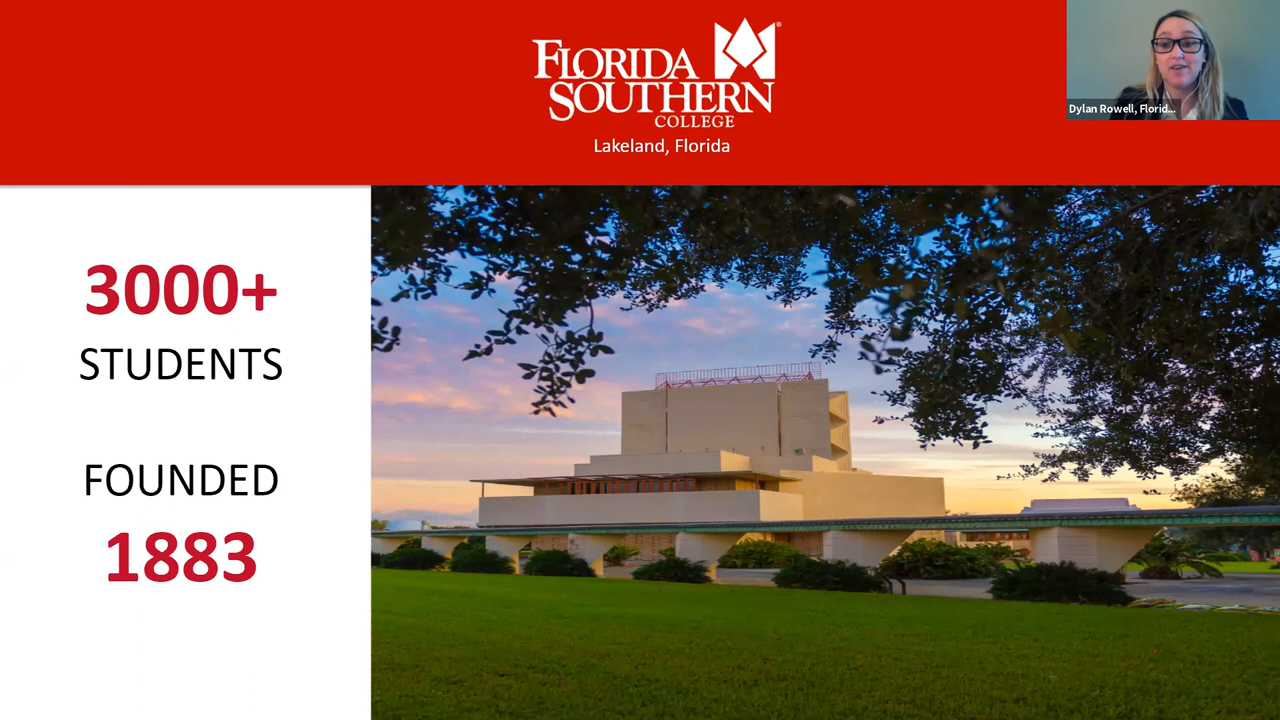 FLORIDA
SOUTHERN
COLLEGE
Lakeland, Florida
Dylan Rowell, Florid...
3000+
STUDENTS
FOUNDED
1883